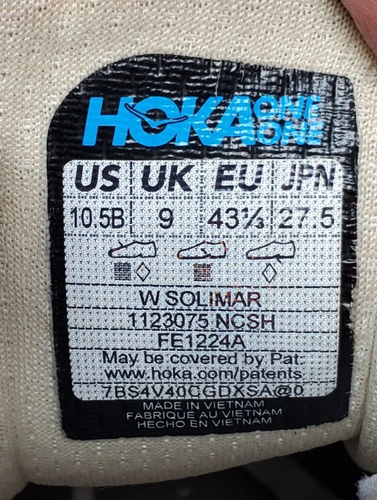 HOKA ONE ONE
US UK EU JPN
10.5B 9 43⅓ 27.5
W SOLIMAR
1123075 NCSH
FE1224A
May be covered by Pat:
www.hoka.com/patents
7BS4V40CGDXSA@0
MADE IN VIETNAM
FABRIQUÉ AU VIETNAM
HECHO EN VIETNAM